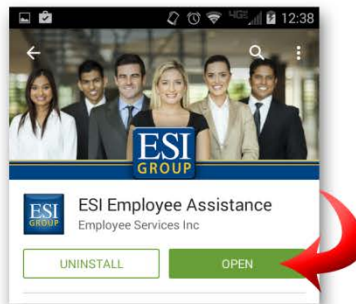 4G 12:38
ESI
GROUP
ESI
GROUP
ESI Employee Assistance
Employee Services Inc
UNINSTALL
OPEN